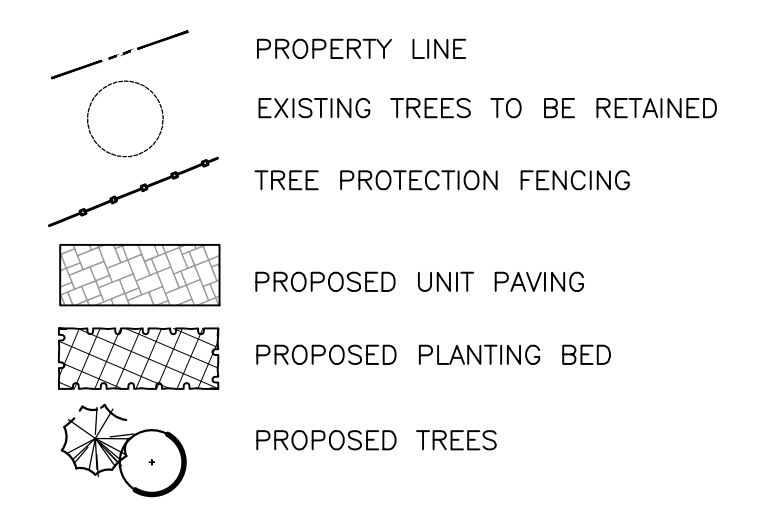 PROPERTY LINE
EXISTING TREES TO BE RETAINED
TREE PROTECTION FENCING
PROPOSED UNIT PAVING
PROPOSED PLANTING BED
PROPOSED TREES